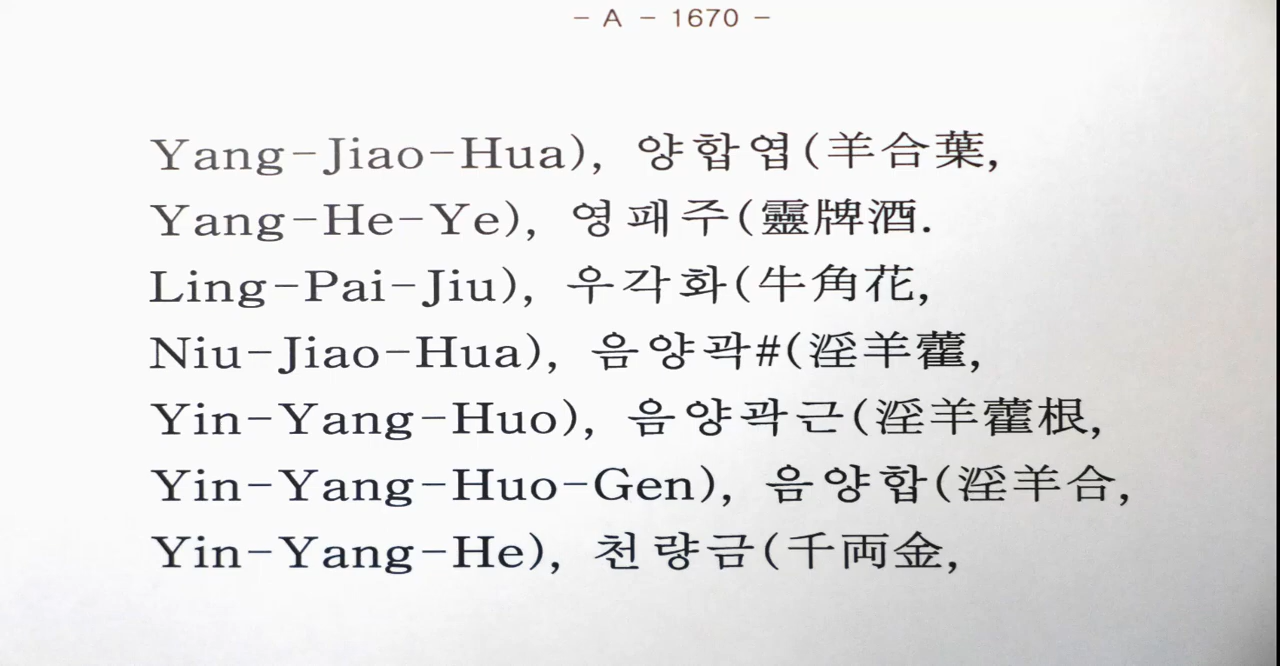 - A - 1670 -
Yang-Jiao-Hua), 양합엽(羊合葉,
Yang-He-Ye), 영패주(靈牌酒.
Ling-Pai-Jiu), 우각화(牛角花,
Niu-Jiao-Hua), 음양곽#(淫羊藿,
Yin-Yang-Huo), 음양곽근(淫羊藿根,
Yin-Yang-Huo-Gen), 음양합(淫羊合,
Yin-Yang-He), 천량금(千両金,